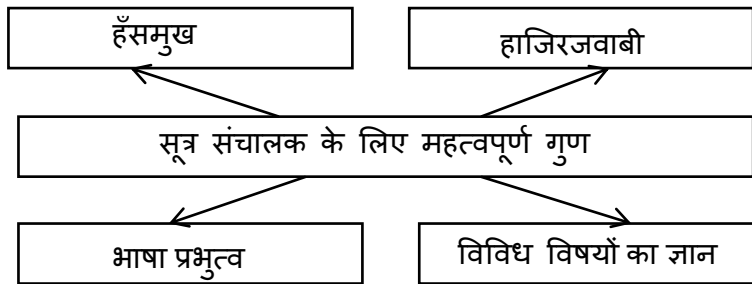 हँसमुख
हाजिरजवाबी
सूत्र संचालक के लिए महत्वपूर्ण गुण
भाषा प्रभुत्व
विविध विषयों का ज्ञान